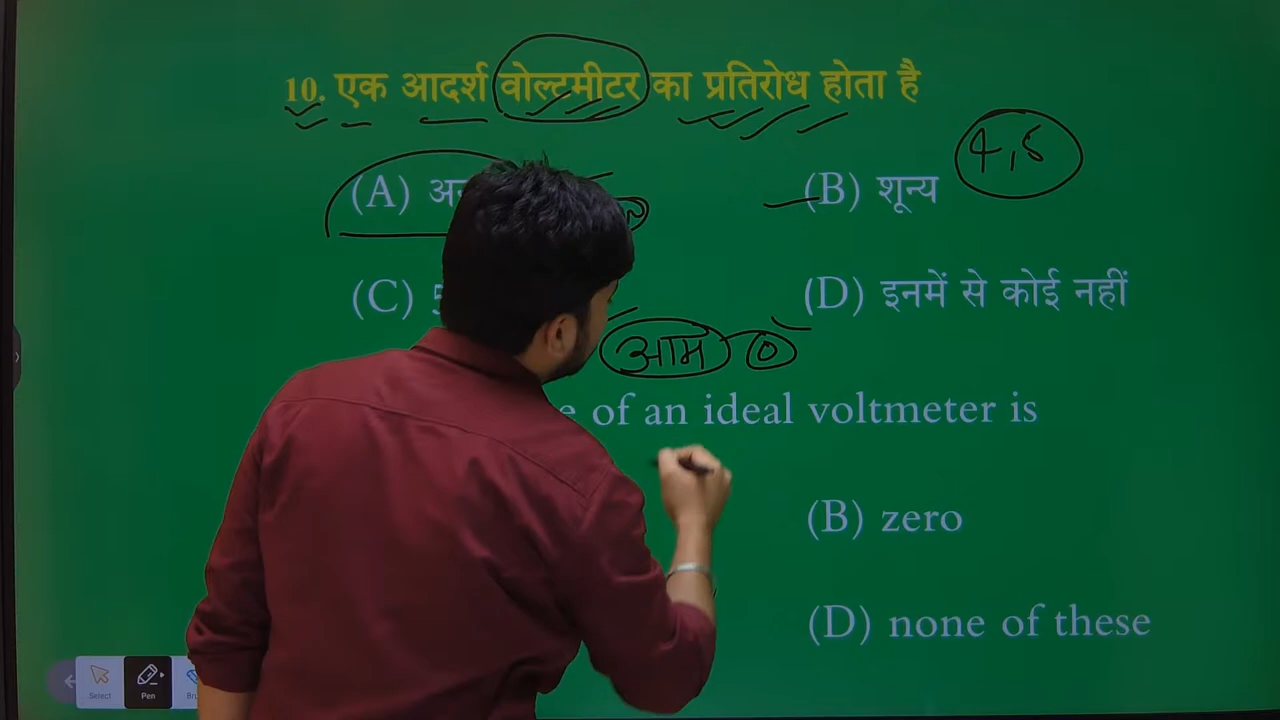 10. एक आदर्श वोल्टमीटर का प्रतिरोध होता है
(A)
(B) शून्य
4,5
(C)
(D) इनमें से कोई नहीं
आम 0
of an ideal voltmeter is
(B) zero
(D) none of these
Select
Pen